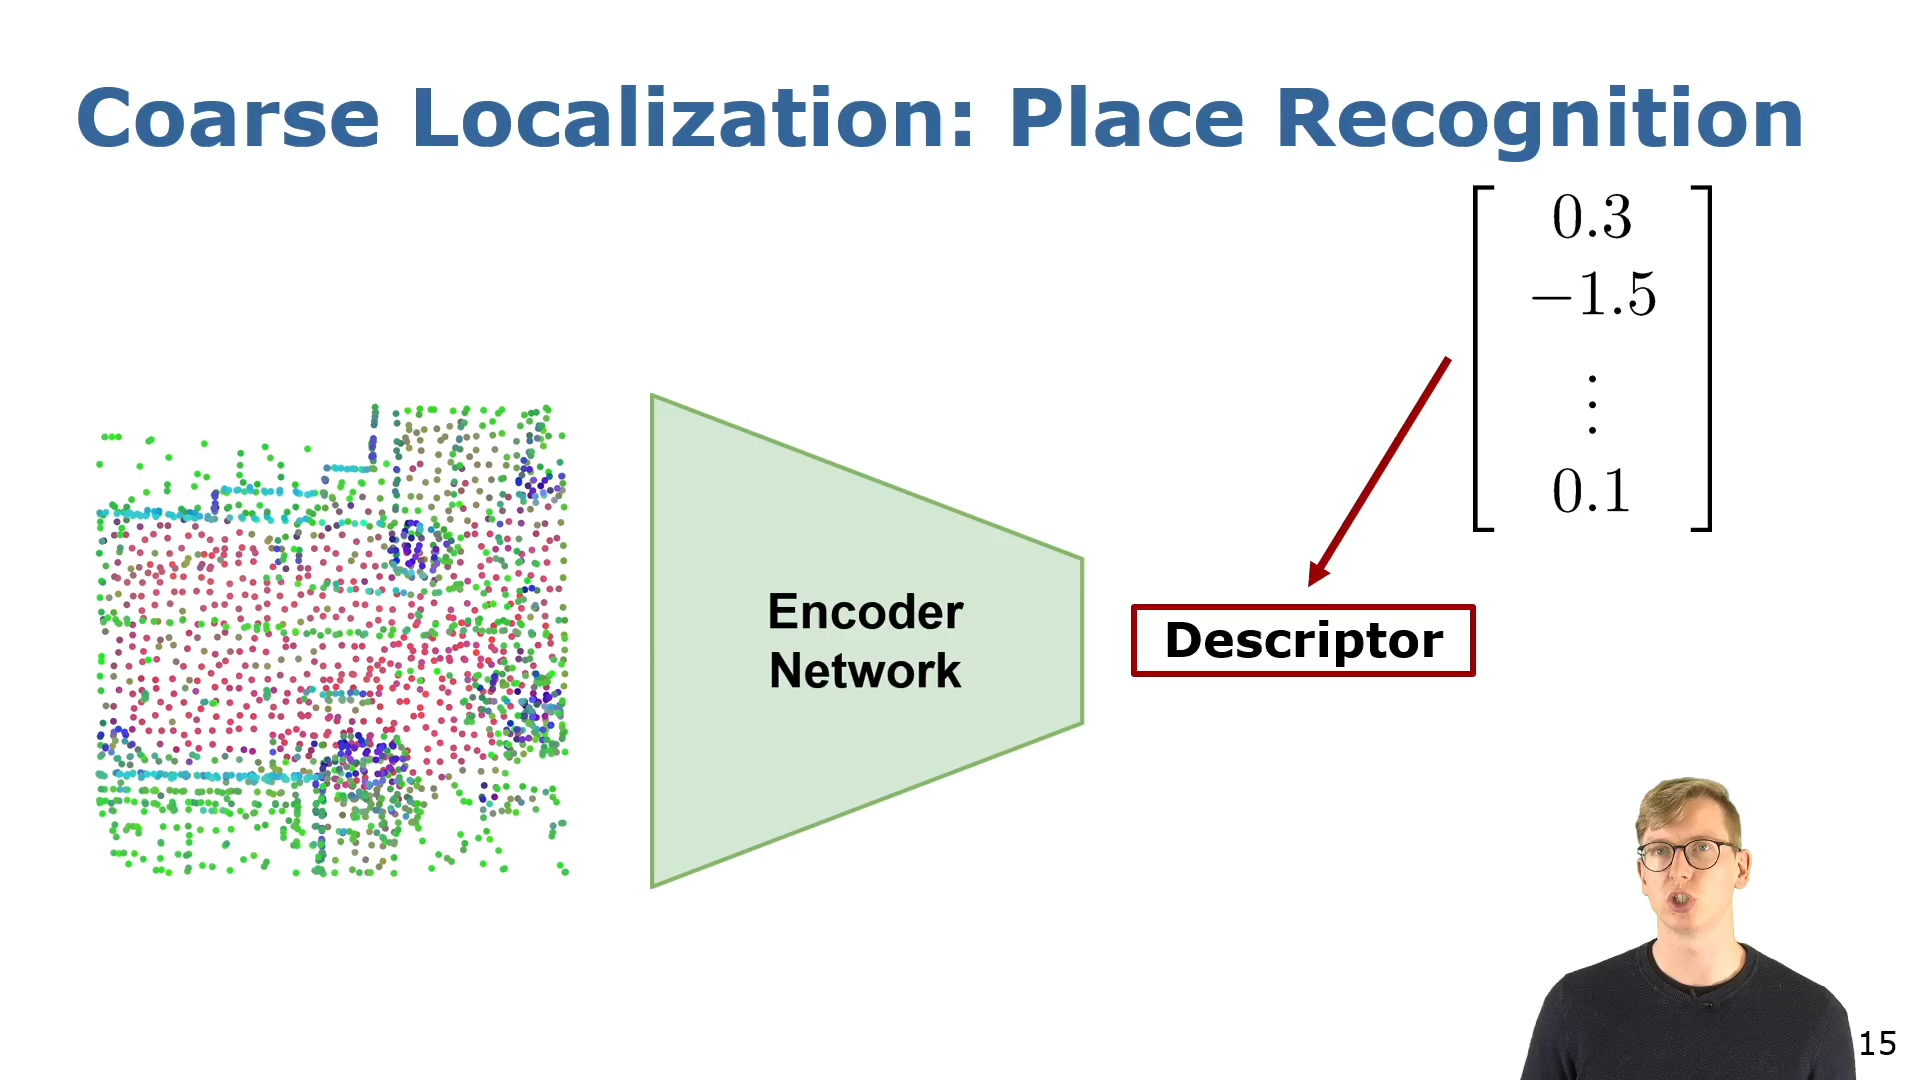 Coarse Localization: Place Recognition
0.3
−1.5
⋮
0.1
Encoder
Network
Descriptor
15